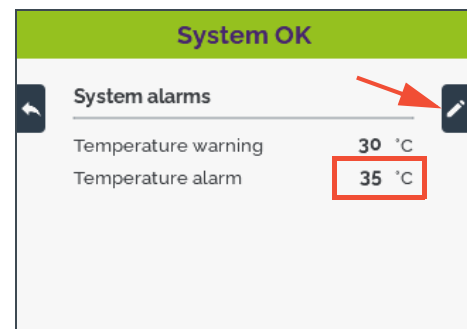 System OK
System alarms
Temperature warning 30 °C
Temperature alarm 35 °C